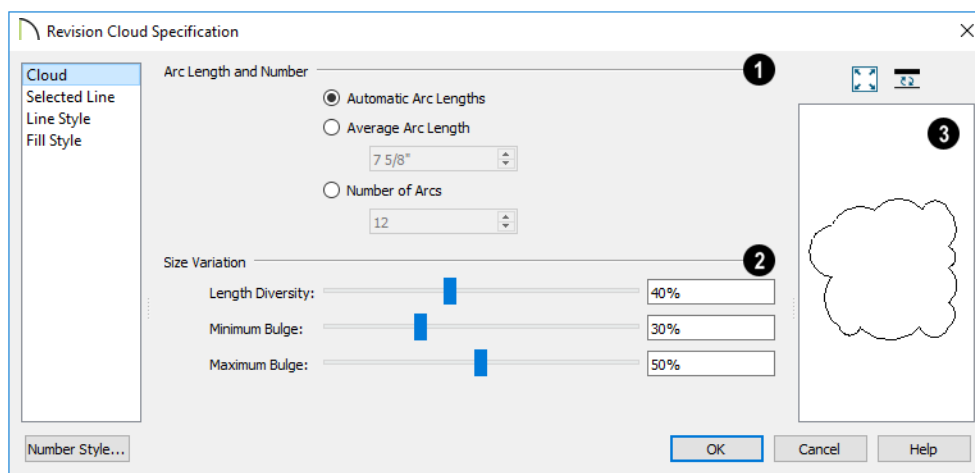 Revision Cloud Specification
Cloud
Selected Line
Line Style
Fill Style
Arc Length and Number
1
Automatic Arc Lengths
Average Arc Length
7 5/8"
Number of Arcs
12
Size Variation
2
Length Diversity:
40%
Minimum Bulge:
30%
Maximum Bulge:
50%
3
Number Style...
OK
Cancel
Help